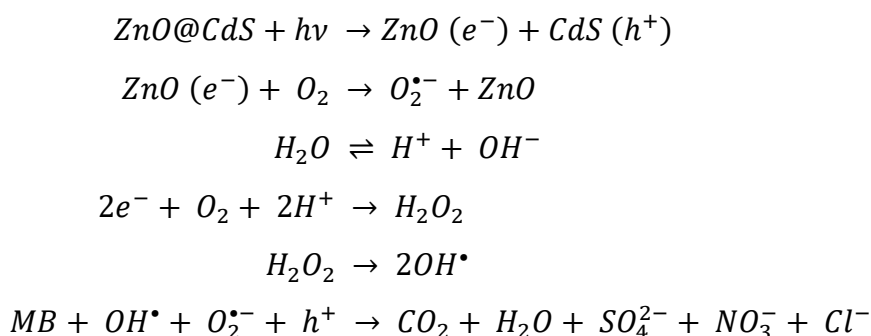 ZnO@CdS + hν → ZnO (e⁻) + CdS (h⁺)
ZnO (e⁻) + O₂ → O₂•⁻ + ZnO
H₂O ⇌ H⁺ + OH⁻
2e⁻ + O₂ + 2H⁺ → H₂O₂
H₂O₂ → 2OH•
MB + OH• + O₂•⁻ + h⁺ → CO₂ + H₂O + SO₄²⁻ + NO₃⁻ + Cl⁻